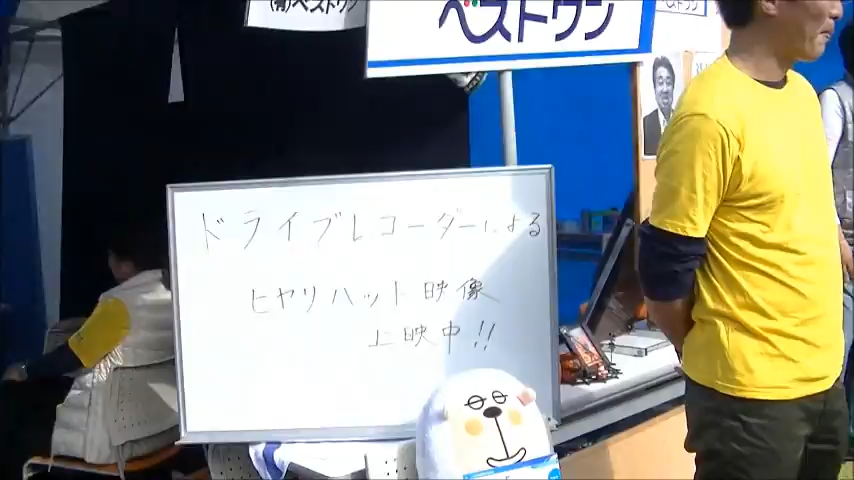 (有)ベストワン
ベストワン
ドライブレコーダーによる
ヒヤリハット映像
上映中!!